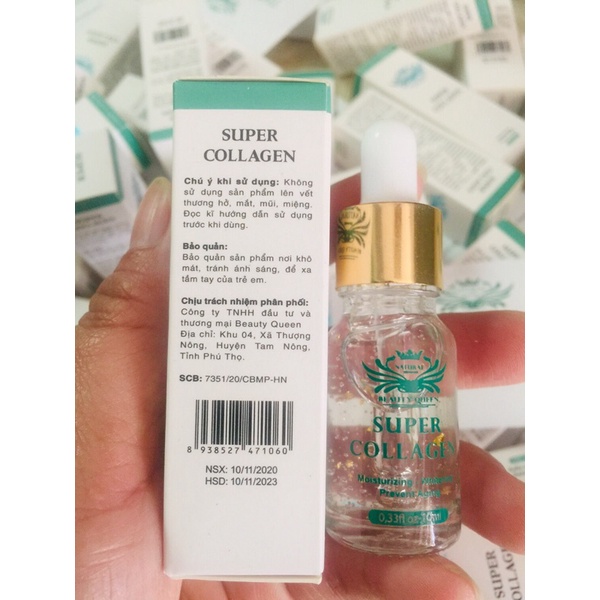 SUPER
COLLAGEN
Chú ý khi sử dụng: Không
sử dụng sản phẩm lên vết
thương hở, mắt, mũi, miệng.
Đọc kĩ hướng dẫn sử dụng
trước khi dùng.
Bảo quản:
Bảo quản sản phẩm nơi khô
mát, tránh ánh sáng, để xa
tầm tay của trẻ em.
Chịu trách nhiệm phân phối:
Công ty TNHH đầu tư và
thương mại Beauty Queen
Địa chỉ: Khu 04, Xã Thượng
Nông, Huyện Tam Nông,
Tỉnh Phú Thọ.
SCB: 7351/20/CBMP-HN
8 938527 471060
NSX: 10/11/2020
HSD: 10/11/2023
NATURAL
BEAUTY QUEEN
SUPER
COLLAGEN
Moisturizing
Prevent Aging
0,33fl oz
SUPER
COLLAGEN